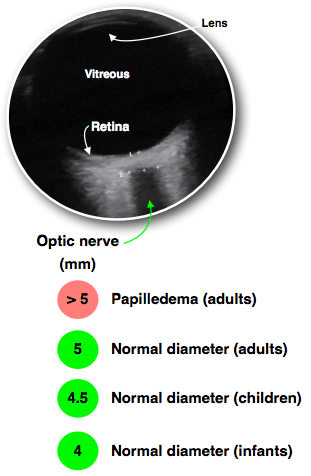 Lens
Vitreous
Retina
Optic nerve
(mm)
> 5 Papilledema (adults)
5 Normal diameter (adults)
4.5 Normal diameter (children)
4 Normal diameter (infants)